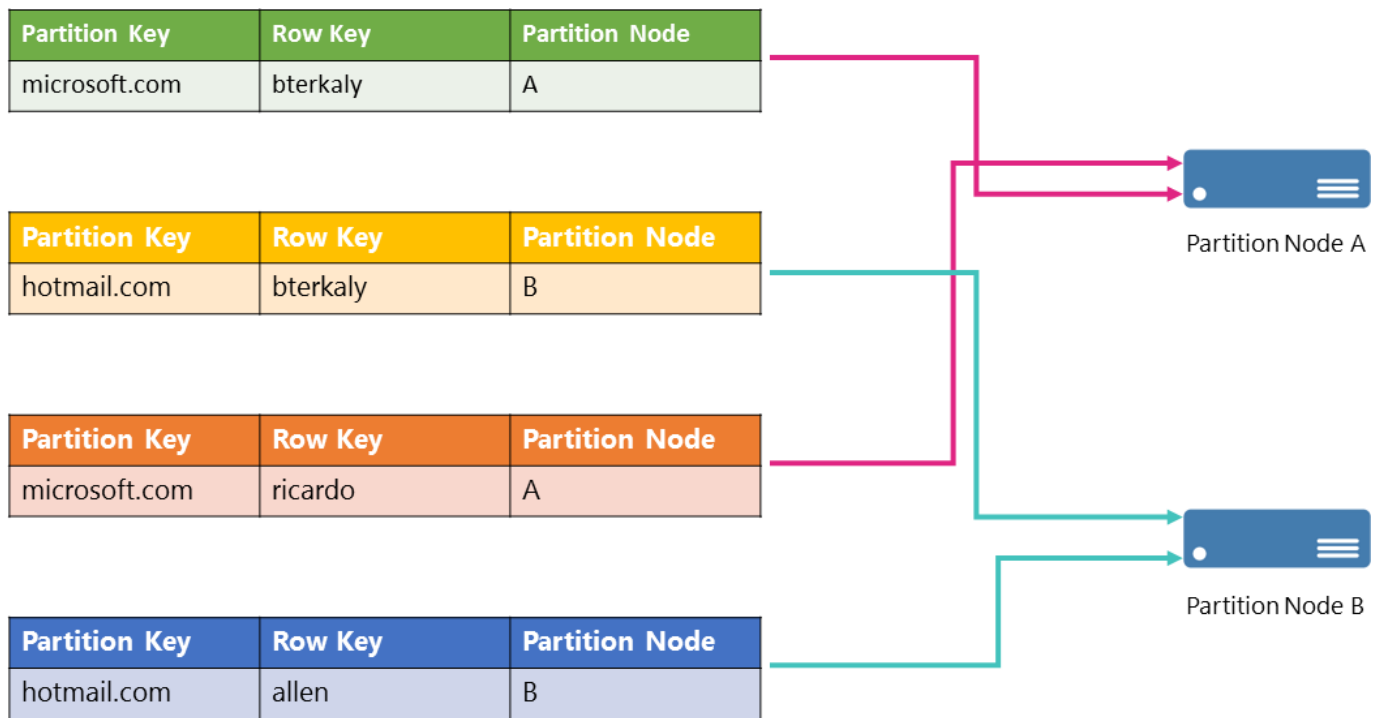 Partition Key Row Key Partition Node
microsoft.com bterkaly A
Partition Node A
Partition Key Row Key Partition Node
hotmail.com bterkaly B
Partition Key Row Key Partition Node
microsoft.com ricardo A
Partition Node B
Partition Key Row Key Partition Node
hotmail.com allen B